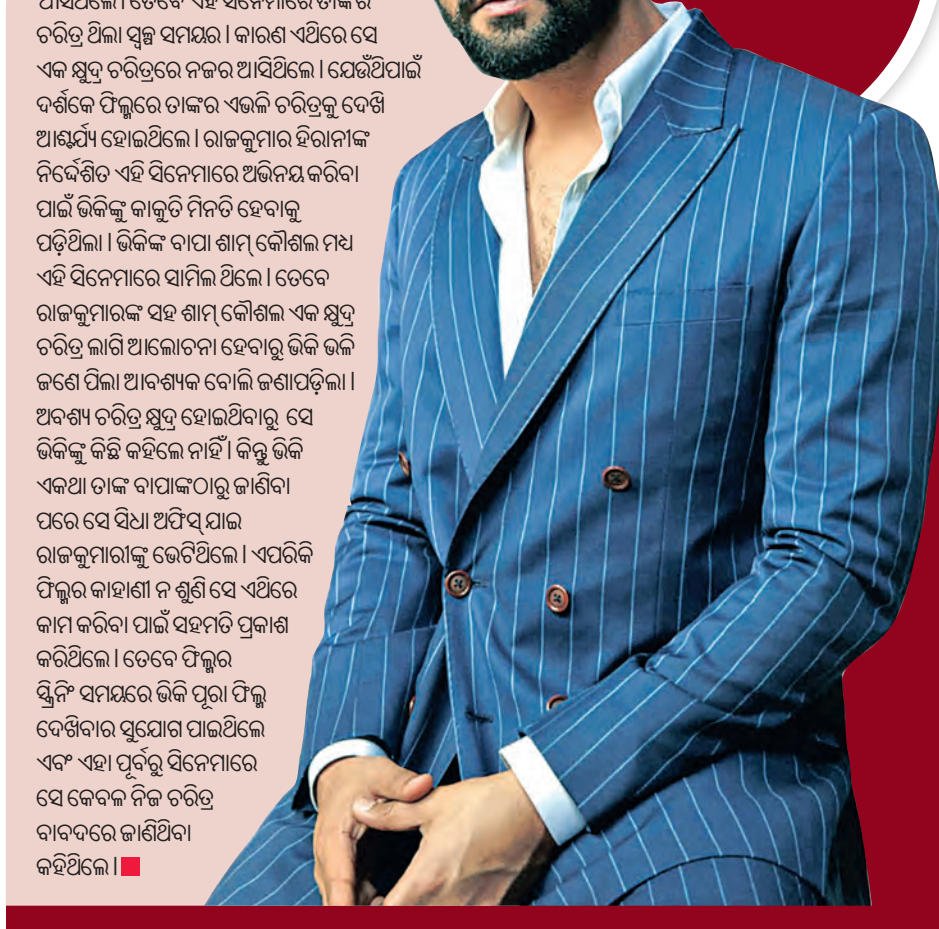 ଆସିଥିଲେ । ତେବେ ଏହି ସିନେମାରେ ତାଙ୍କର
ଚରିତ୍ର ଥିଲା ସ୍ୱଳ୍ପ ସମୟର । କାରଣ ଏଥିରେ ସେ
ଏକ କ୍ଷୁଦ୍ର ଚରିତ୍ରରେ ନଜର ଆସିଥିଲେ । ଯେଉଁଥିପାଇଁ
ଦର୍ଶକେ ଫିଲ୍ମରେ ତାଙ୍କର ଏଭଳି ଚରିତ୍ରକୁ ଦେଖି
ଆଶ୍ଚର୍ଯ୍ୟ ହୋଇଥିଲେ । ରାଜକୁମାର ହିରାନୀଙ୍କ
ନିର୍ଦ୍ଦେଶିତ ଏହି ସିନେମାରେ ଅଭିନୟ କରିବା
ପାଇଁ ଭିକିଙ୍କୁ କାକୁତି ମିନତି ହେବାକୁ
ପଡ଼ିଥିଲା । ଭିକିଙ୍କ ବାପା ଶାମ୍ କୌଶଲ ମଧ୍ୟ
ଏହି ସିନେମାରେ ସାମିଲ ଥିଲେ । ତେବେ
ରାଜକୁମାରଙ୍କ ସହ ଶାମ୍ କୌଶଲ ଏକ କ୍ଷୁଦ୍ର
ଚରିତ୍ର ଲାଗି ଆଲୋଚନା ହେବାରୁ ଭିକି ଭଳି
ଜଣେ ପିଲା ଆବଶ୍ୟକ ବୋଲି ଜଣାପଡ଼ିଲା ।
ଅବଶ୍ୟ ଚରିତ୍ର କ୍ଷୁଦ୍ର ହୋଇଥିବାରୁ ସେ
ଭିକିଙ୍କୁ କିଛି କହିଲେ ନାହିଁ । କିନ୍ତୁ ଭିକି
ଏକଥା ତାଙ୍କ ବାପାଙ୍କଠାରୁ ଜାଣିବା
ପରେ ସେ ସିଧା ଅଫିସ୍ ଯାଇ
ରାଜକୁମାରୀଙ୍କୁ ଭେଟିଥିଲେ । ଏପରିକି
ଫିଲ୍ମର କାହାଣୀ ନ ଶୁଣି ସେ ଏଥିରେ
କାମ କରିବା ପାଇଁ ସହମତି ପ୍ରକାଶ
କରିଥିଲେ । ତେବେ ଫିଲ୍ମର
ସ୍କ୍ରିନିଂ ସମୟରେ ଭିକି ପୂରା ଫିଲ୍ମ
ଦେଖିବାର ସୁଯୋଗ ପାଇଥିଲେ
ଏବଂ ଏହା ପୂର୍ବରୁ ସିନେମାରେ
ସେ କେବଳ ନିଜ ଚରିତ୍ର
ବାବଦରେ ଜାଣିଥିବା
କହିଥିଲେ ।